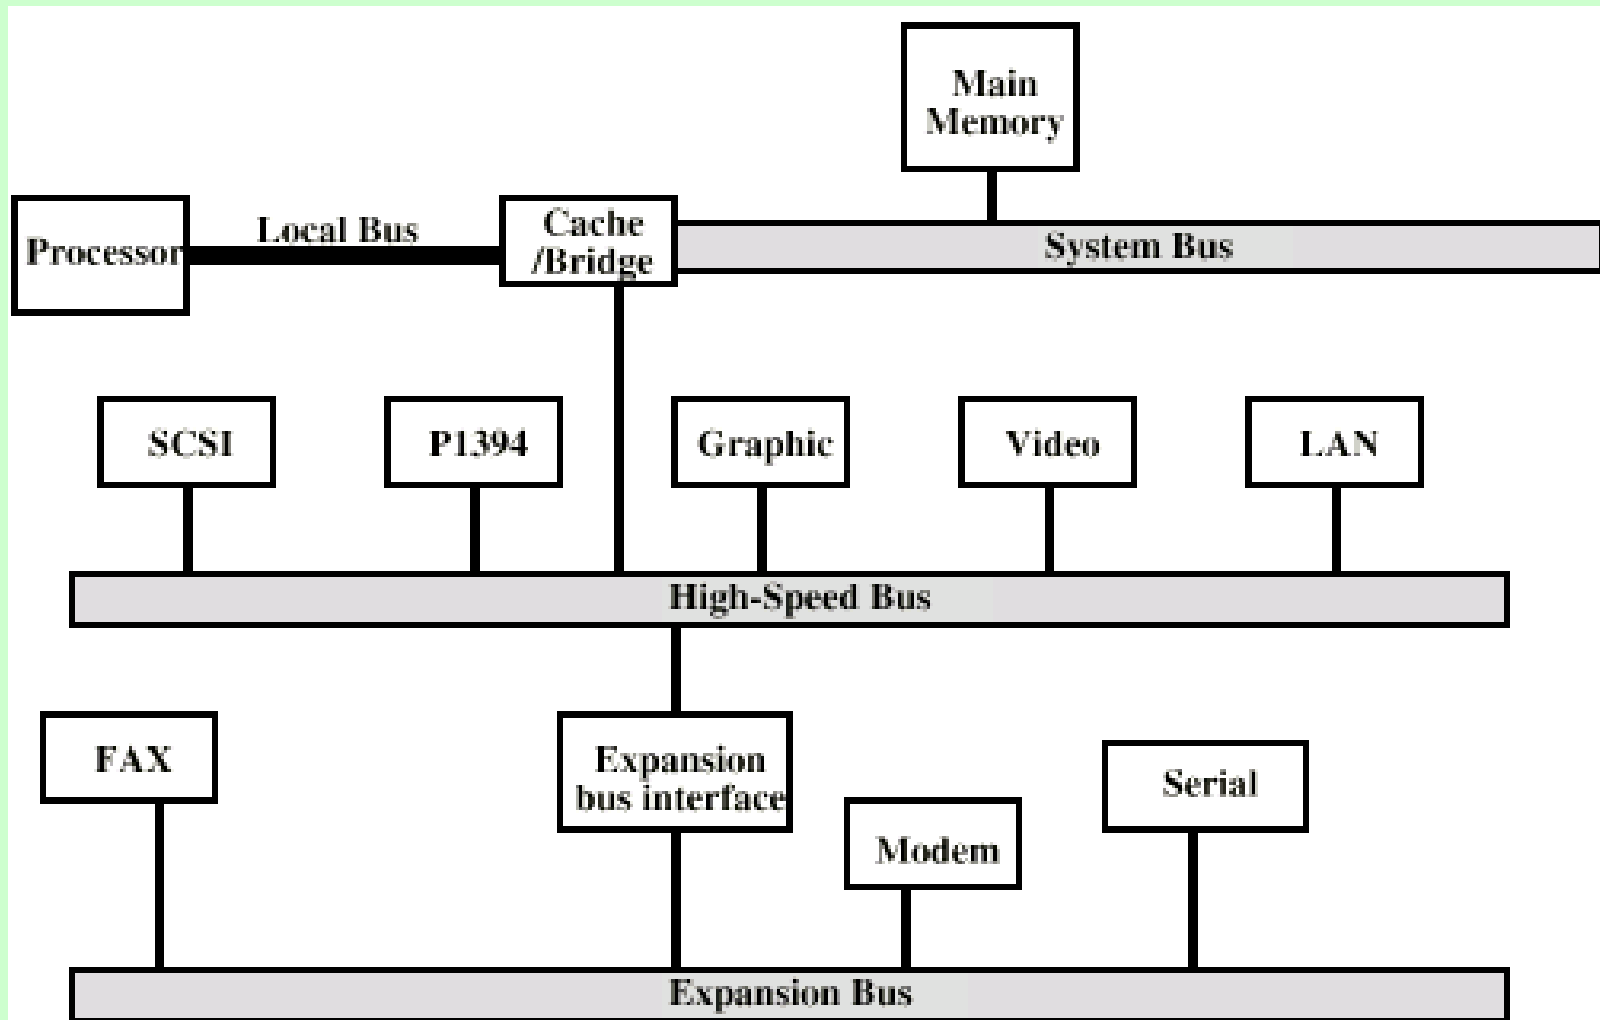 Main
Memory
Processor
Local Bus
Cache
/Bridge
System Bus
SCSI
P1394
Graphic
Video
LAN
High-Speed Bus
FAX
Expansion
bus interface
Modem
Serial
Expansion Bus